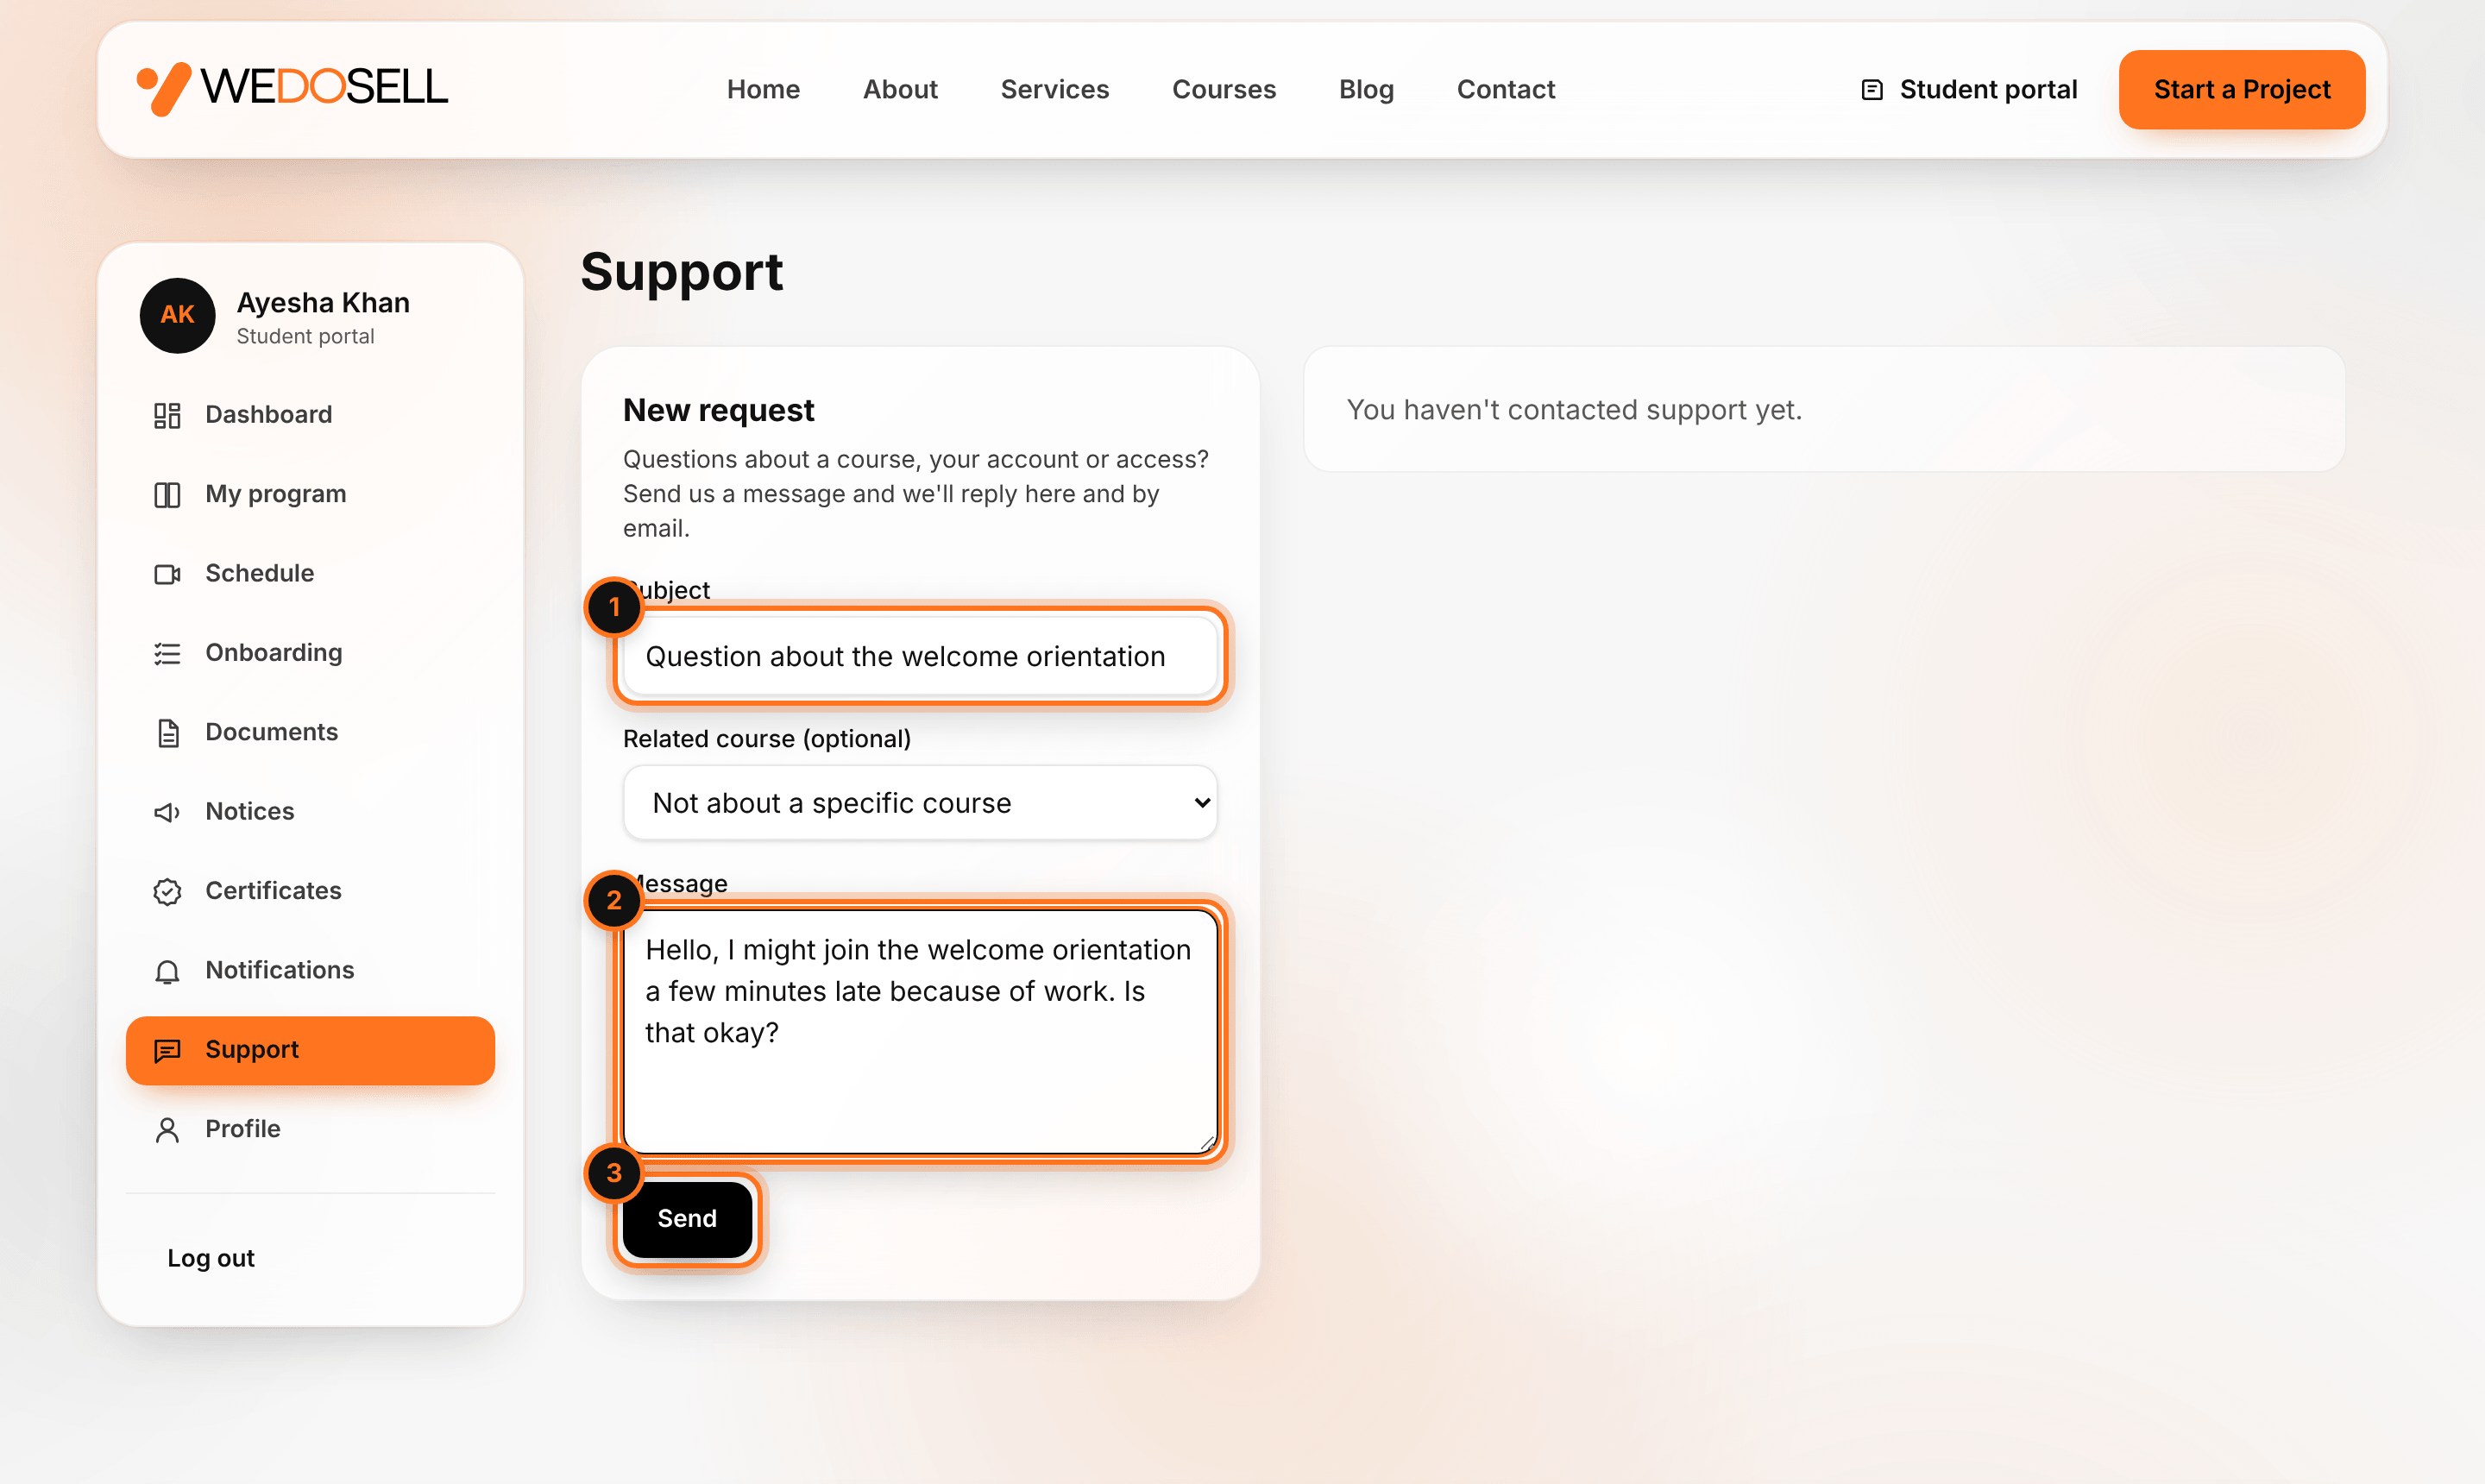 WEDOSELL
Home
About
Services
Courses
Blog
Contact
Student portal
Start a Project
AK
Ayesha Khan
Student portal
Dashboard
My program
Schedule
Onboarding
Documents
Notices
Certificates
Notifications
Support
Profile
Log out
Support
New request
Questions about a course, your account or access?
Send us a message and we'll reply here and by
email.
1
Subject
Question about the welcome orientation
Related course (optional)
Not about a specific course
2
Message
Hello, I might join the welcome orientation
a few minutes late because of work. Is
that okay?
3
Send
You haven't contacted support yet.